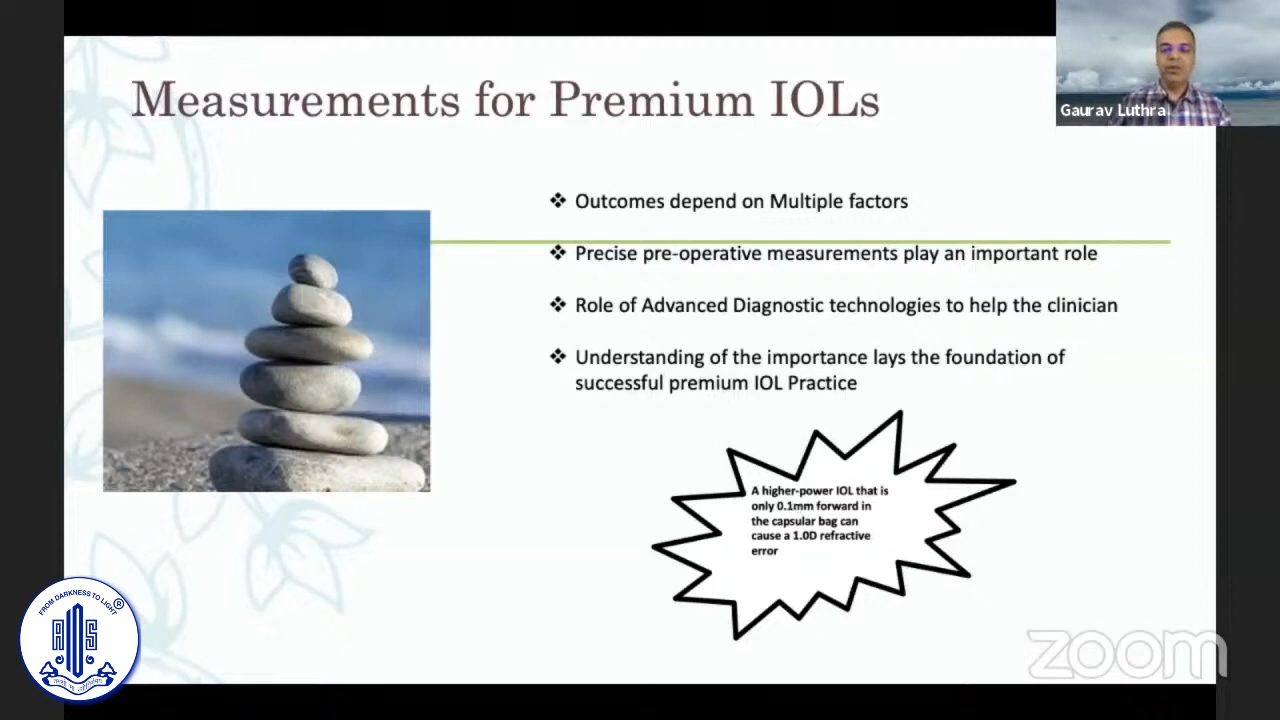 Measurements for Premium IOLs
Gaurav Luthra
❖ Outcomes depend on Multiple factors
❖ Precise pre-operative measurements play an important role
❖ Role of Advanced Diagnostic technologies to help the clinician
❖ Understanding of the importance lays the foundation of
successful premium IOL Practice
A higher-power IOL that is
only 0.1mm forward in
the capsular bag can
cause a 1.0D refractive
error
FROM DARKNESS TO LIGHT
®
AIOS
zoom